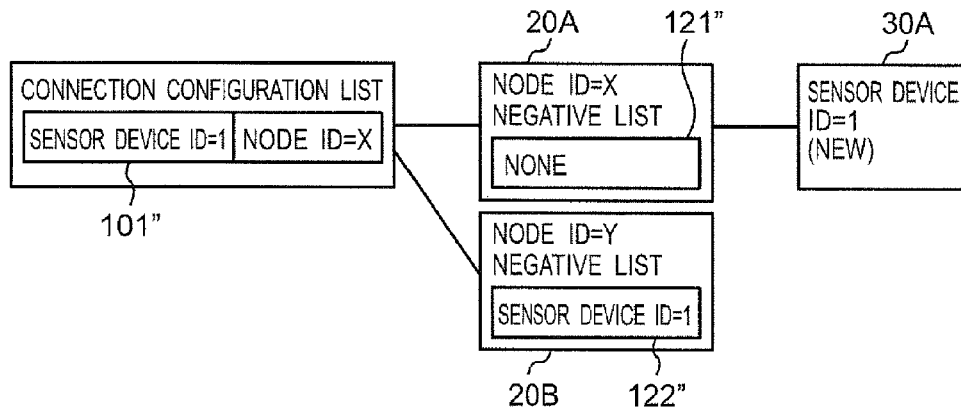 20A
121"
30A
CONNECTION CONFIGURATION LIST
SENSOR DEVICE ID=1 NODE ID=X
101"
NODE ID=X
NEGATIVE LIST
NONE
SENSOR DEVICE
ID=1
(NEW)
NODE ID=Y
NEGATIVE LIST
SENSOR DEVICE ID=1
20B
122"